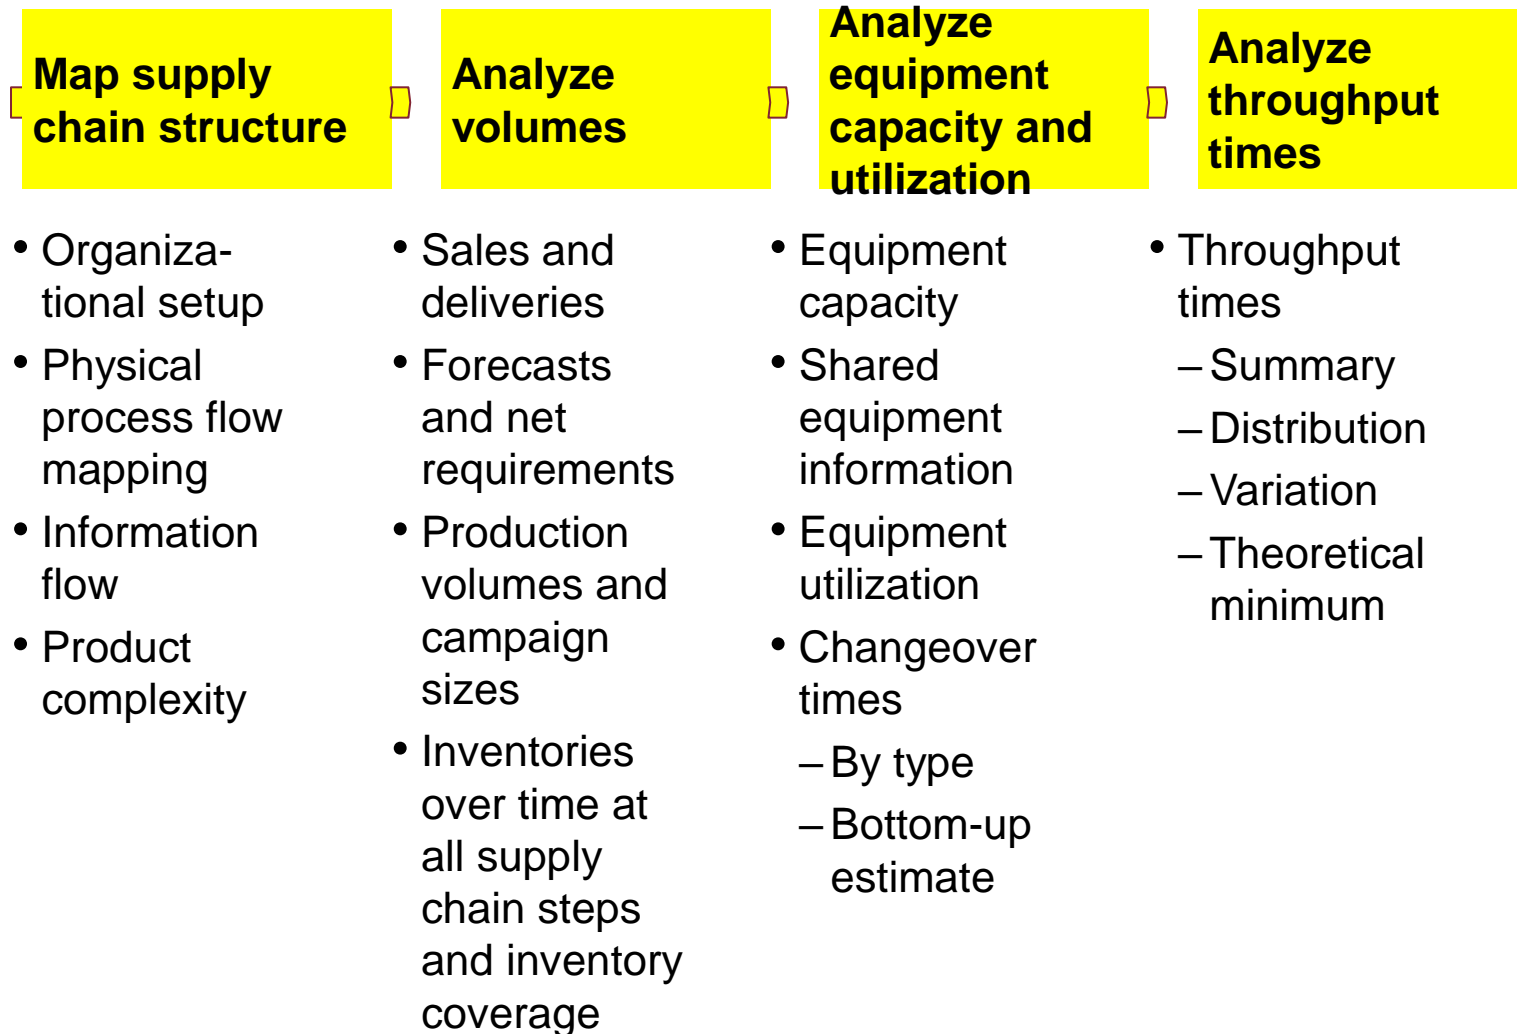 Map supply
chain structure
Analyze
volumes
Analyze
equipment
capacity and
utilization
Analyze
throughput
times
• Organiza-
tional setup
• Physical
process flow
mapping
• Information
flow
• Product
complexity
• Sales and
deliveries
• Forecasts
and net
requirements
• Production
volumes and
campaign
sizes
• Inventories
over time at
all supply
chain steps
and inventory
coverage
• Equipment
capacity
• Shared
equipment
information
• Equipment
utilization
• Changeover
times
– By type
– Bottom-up
estimate
• Throughput
times
– Summary
– Distribution
– Variation
– Theoretical
minimum